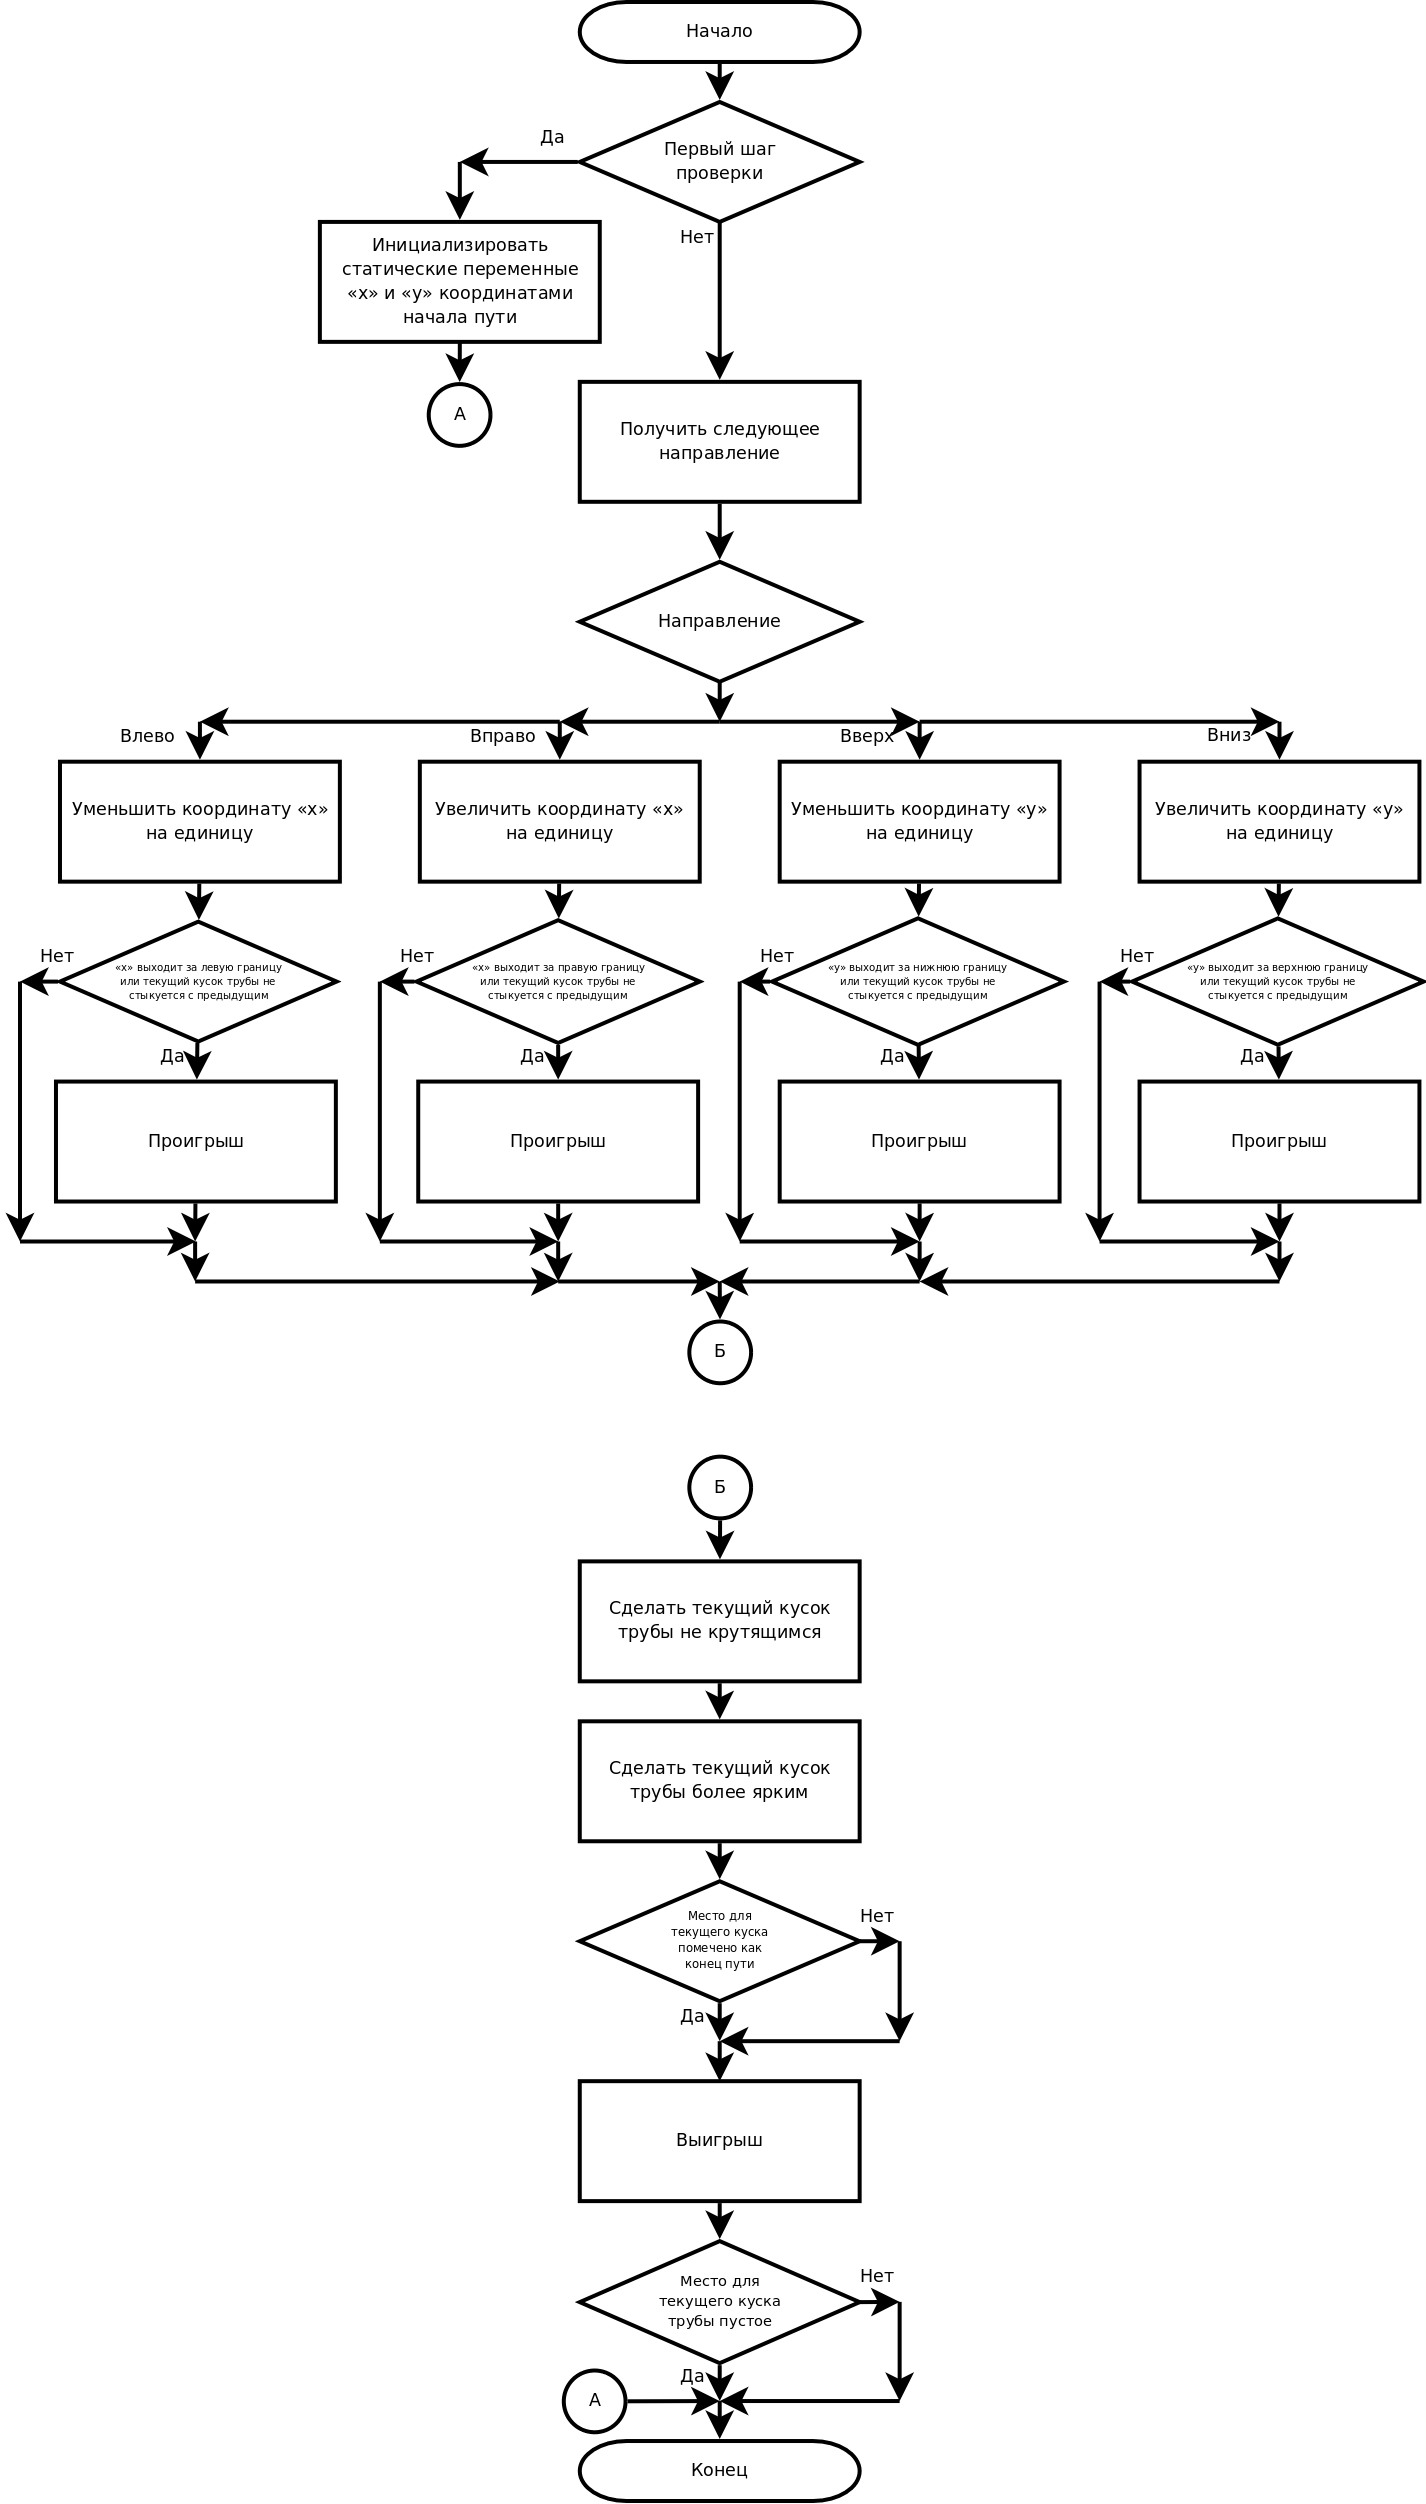 Начало
Да
Первый шаг
проверки
Нет
Инициализировать
статические переменные
«x» и «y» координатами
начала пути
А
Получить следующее
направление
Направление
Влево
Вправо
Вверх
Вниз
Уменьшить координату «x»
на единицу
Увеличить координату «x»
на единицу
Уменьшить координату «y»
на единицу
Увеличить координату «y»
на единицу
Нет
«x» выходит за левую границу
или текущий кусок трубы не
стыкуется с предыдущим
Да
Нет
«x» выходит за правую границу
или текущий кусок трубы не
стыкуется с предыдущим
Да
Нет
«y» выходит за нижнюю границу
или текущий кусок трубы не
стыкуется с предыдущим
Да
Нет
«y» выходит за верхнюю границу
или текущий кусок трубы не
стыкуется с предыдущим
Да
Проигрыш
Проигрыш
Проигрыш
Проигрыш
Б
Б
Сделать текущий кусок
трубы не крутящимся
Сделать текущий кусок
трубы более ярким
Место для
текущего куска
помечено как
конец пути
Нет
Да
Выигрыш
Место для
текущего куска
трубы пустое
Нет
Да
А
Конец